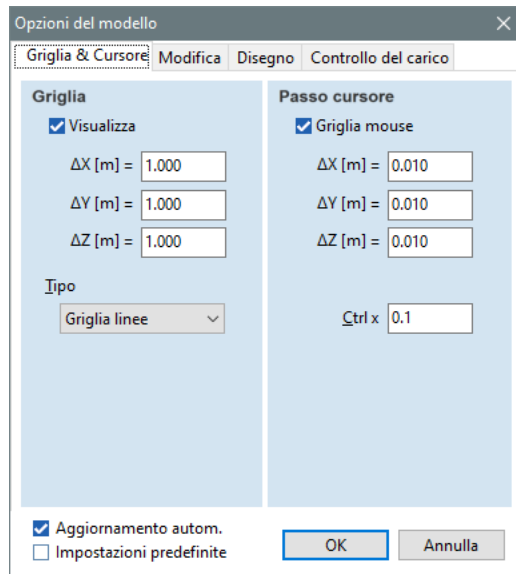 Opzioni del modello
Griglia & Cursore Modifica Disegno Controllo del carico
Griglia
Visualizza
ΔX [m] = 1.000
ΔY [m] = 1.000
ΔZ [m] = 1.000
Tipo
Griglia linee
Passo cursore
Griglia mouse
ΔX [m] = 0.010
ΔY [m] = 0.010
ΔZ [m] = 0.010
Ctrl x 0.1
Aggiornamento autom.
Impostazioni predefinite
OK Annulla